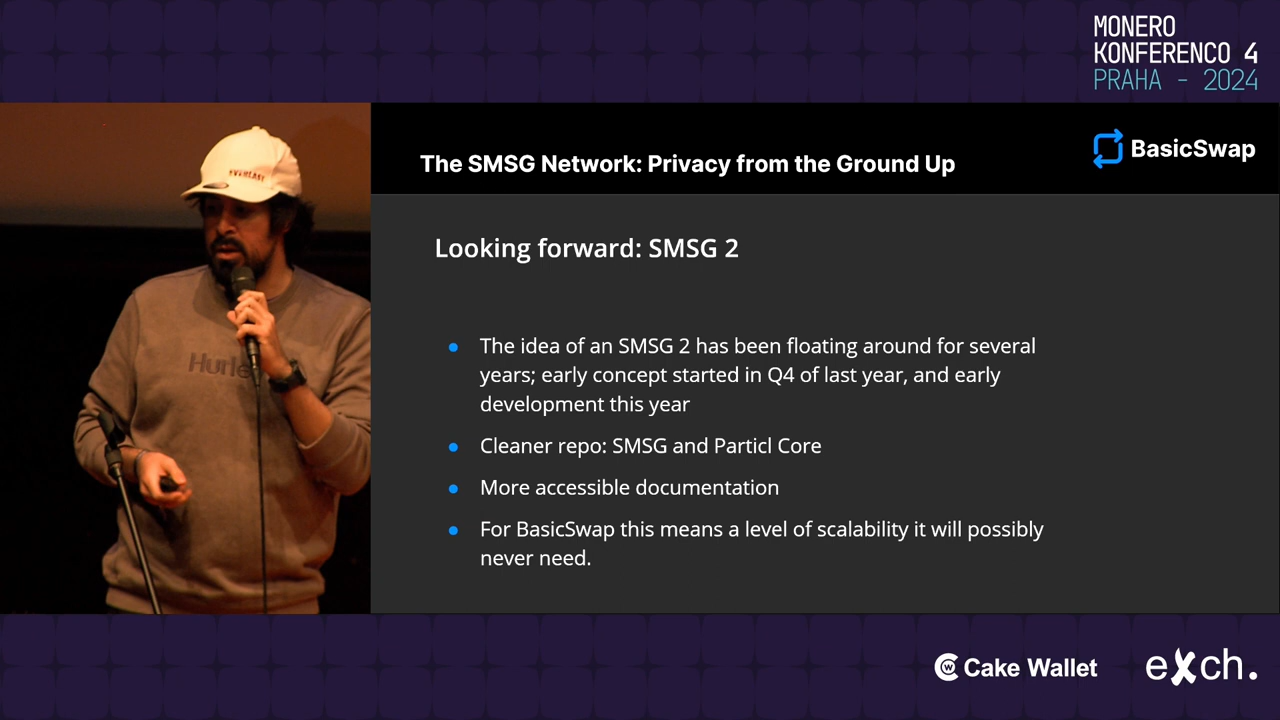 MONERO
KONFERENCO 4
PRAHA - 2024
The SMSG Network: Privacy from the Ground Up
BasicSwap
Looking forward: SMSG 2
The idea of an SMSG 2 has been floating around for several
years; early concept started in Q4 of last year, and early
development this year
Cleaner repo: SMSG and Particl Core
More accessible documentation
For BasicSwap this means a level of scalability it will possibly
never need.
Hurle
Cake Wallet
exch.